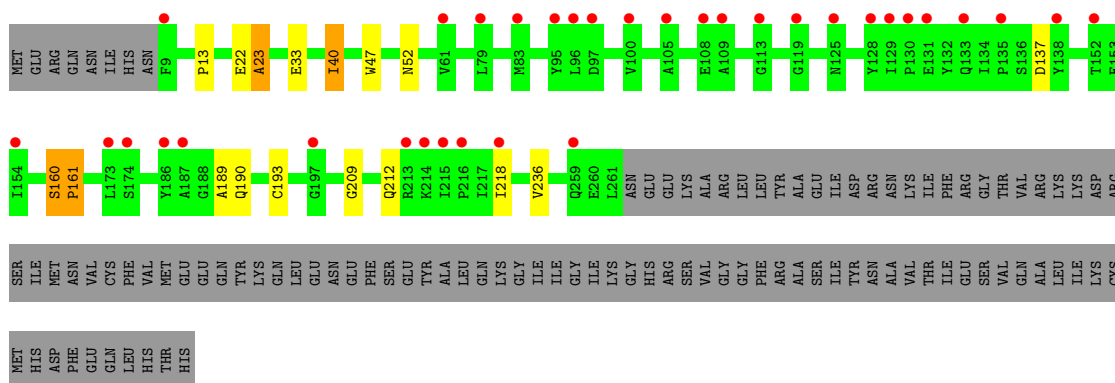 MET GLU ARG GLN ASN ILE HIS ASN F9 P13 E22 A23 E33 I40 W47 N52 V61 L79 M83 Y95 L96 D97 V100 A105 E108 A109 G113 G119 N125 Y128 I129 P130 E131 Y132 Q133 I134 P135 S136 D137 Y138 T152 E153
I154 S160 P161 L173 S174 Y186 A187 G188 A189 Q190 C193 G197 G209 Q212 R213 K214 I215 P216 I217 I218 V236 Q259 E260 L261 ASN GLU GLU LYS ALA ARG LEU LEU TYR ALA GLU ILE ASP ARG ASN LYS ILE PHE ARG GLY THR VAL ARG LYS LYS ASP ARG
SER ILE MET ASN VAL CYS PHE VAL MET GLU GLU GLN TYR LYS GLN LEU GLU ASN GLU PHE SER GLU TYR ALA LEU GLN LYS GLY ILE ILE GLY ILE LYS GLY HIS ARG SER VAL GLY GLY PHE ARG ALA SER ILE TYR ASN ALA VAL THR ILE GLU SER VAL GLN ALA LEU ILE LYS CYS
MET HIS ASP PHE GLU GLN LEU HIS THR HIS